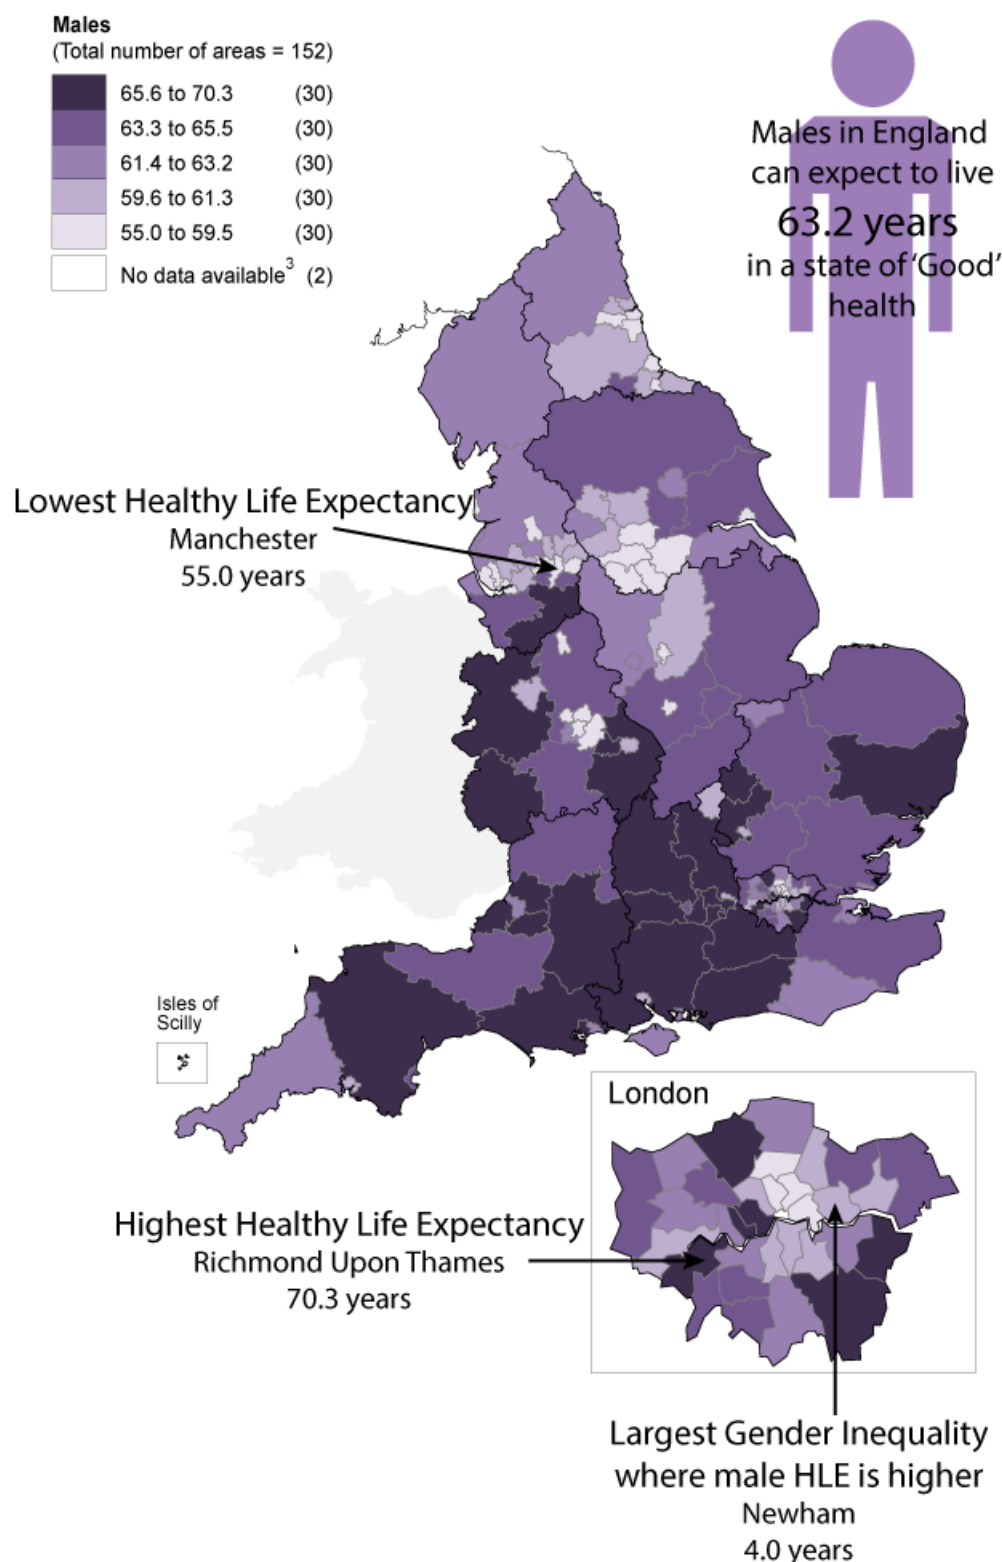 Males
(Total number of areas = 152)
65.6 to 70.3 (30)
63.3 to 65.5 (30)
61.4 to 63.2 (30)
59.6 to 61.3 (30)
55.0 to 59.5 (30)
No data available3 (2)
Males in England
can expect to live
63.2 years
in a state of ‘Good’
health
Lowest Healthy Life Expectancy
Manchester
55.0 years
Isles of
Scilly
London
Highest Healthy Life Expectancy
Richmond Upon Thames
70.3 years
Largest Gender Inequality
where male HLE is higher
Newham
4.0 years